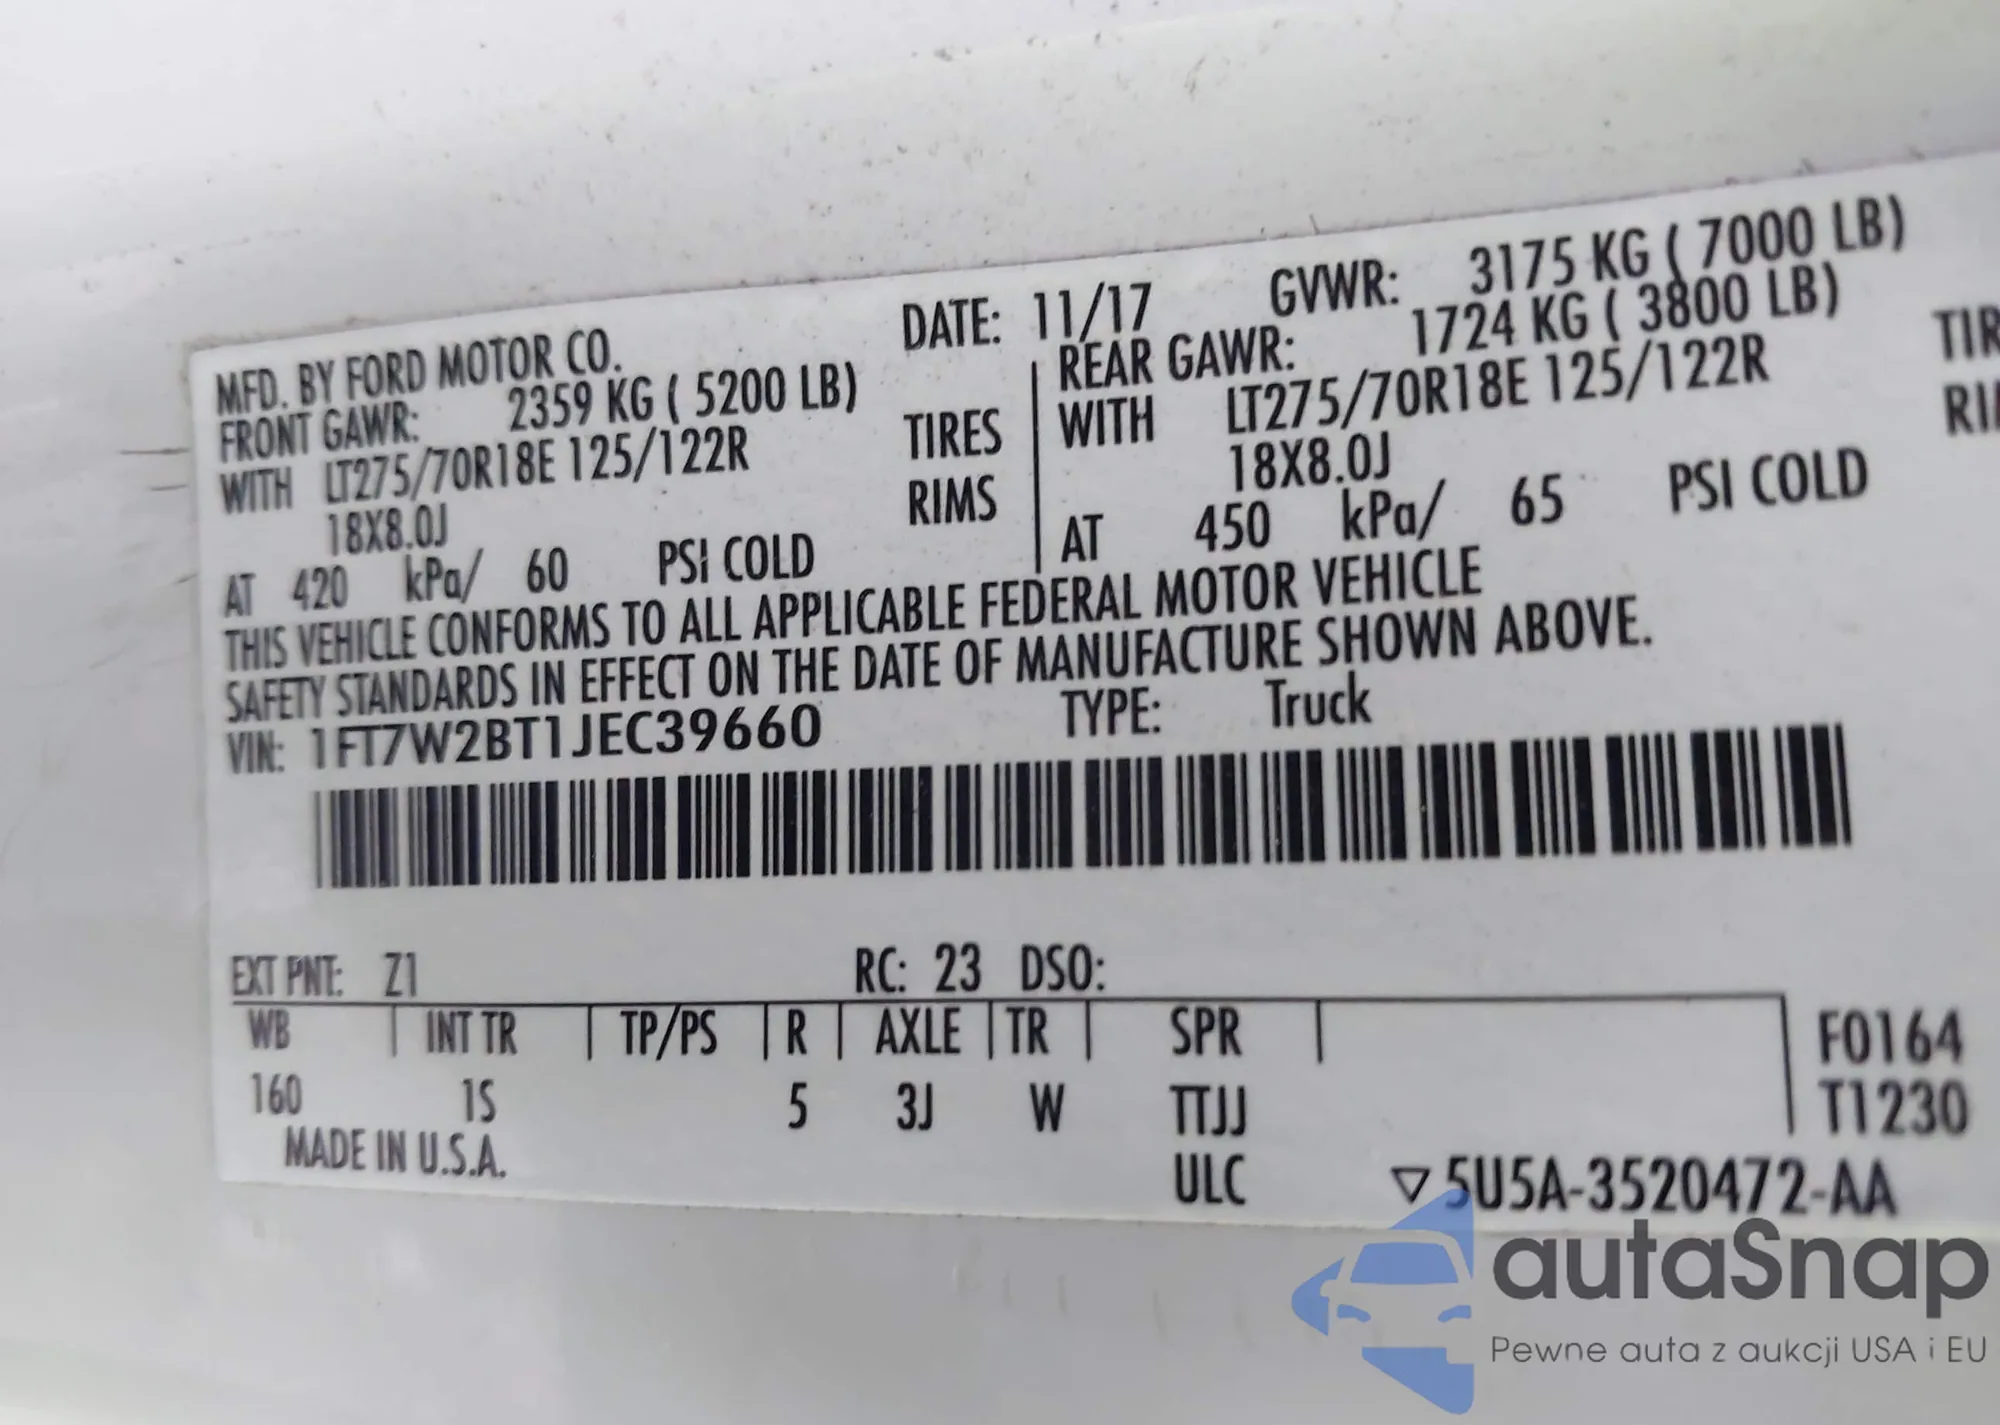 MFD. BY FORD MOTOR CO. DATE: 11/17 GVWR: 3175 KG ( 7000 LB)
FRONT GAWR: 2359 KG ( 5200 LB) REAR GAWR: 1724 KG ( 3800 LB)
WITH LT275/70R18E 125/122R TIRES WITH LT275/70R18E 125/122R TIR
18X8.0J RIMS 18X8.0J RI
AT 420 kPa/ 60 PSI COLD AT 450 kPa/ 65 PSI COLD
THIS VEHICLE CONFORMS TO ALL APPLICABLE FEDERAL MOTOR VEHICLE
SAFETY STANDARDS IN EFFECT ON THE DATE OF MANUFACTURE SHOWN ABOVE.
VIN: 1FT7W2BT1JEC39660 TYPE: Truck
EXT PNT: Z1 RC: 23 DSO:
WB INT TR TP/PS R AXLE TR SPR F0164
160 1S 5 3J W TTJJ T1230
MADE IN U.S.A. ULC ▽5U5A-3520472-AA
autaSnap
Pewne auta z aukcji USA i EU